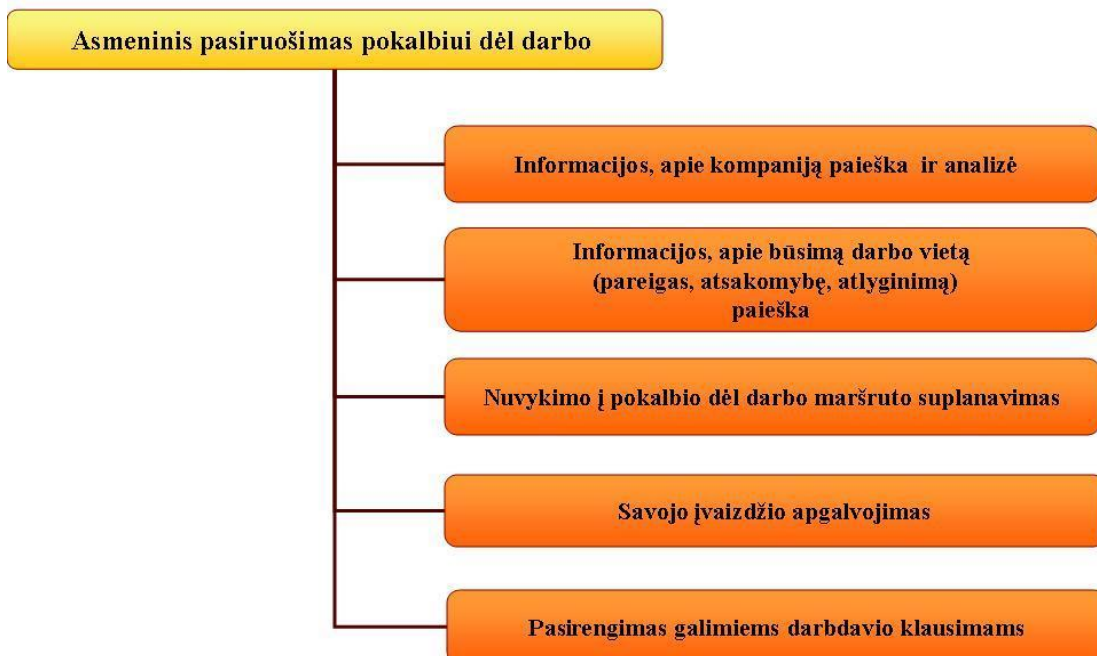 Asmeninis pasiruošimas pokalbiui dėl darbo
Informacijos, apie kompaniją paieška ir analizė
Informacijos, apie būsimą darbo vietą
(pareigas, atsakomybę, atlyginimą)
paieška
Nuvykimo į pokalbio dėl darbo maršruto suplanavimas
Savojo įvaizdžio apgalvojimas
Pasirengimas galimiems darbdavio klausimams